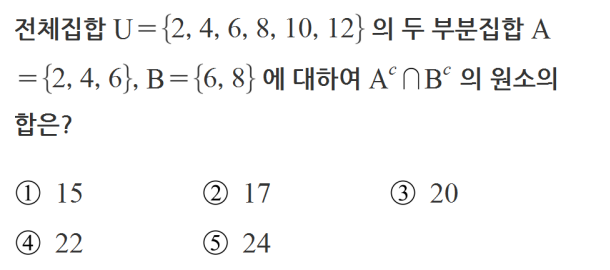 전체집합 U={2, 4, 6, 8, 10, 12} 의 두 부분집합 A
={2, 4, 6}, B={6, 8} 에 대하여 Aᶜ∩Bᶜ 의 원소의
합은?
① 15 ② 17 ③ 20
④ 22 ⑤ 24